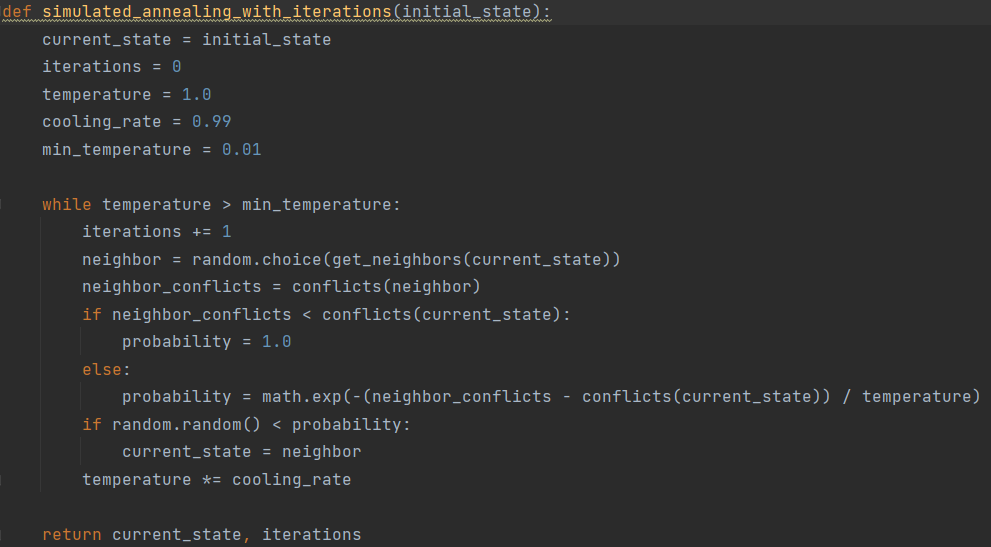 def simulated_annealing_with_iterations(initial_state):
    current_state = initial_state
    iterations = 0
    temperature = 1.0
    cooling_rate = 0.99
    min_temperature = 0.01

    while temperature > min_temperature:
        iterations += 1
        neighbor = random.choice(get_neighbors(current_state))
        neighbor_conflicts = conflicts(neighbor)
        if neighbor_conflicts < conflicts(current_state):
            probability = 1.0
        else:
            probability = math.exp(-(neighbor_conflicts - conflicts(current_state)) / temperature)
        if random.random() < probability:
            current_state = neighbor
        temperature *= cooling_rate

    return current_state, iterations